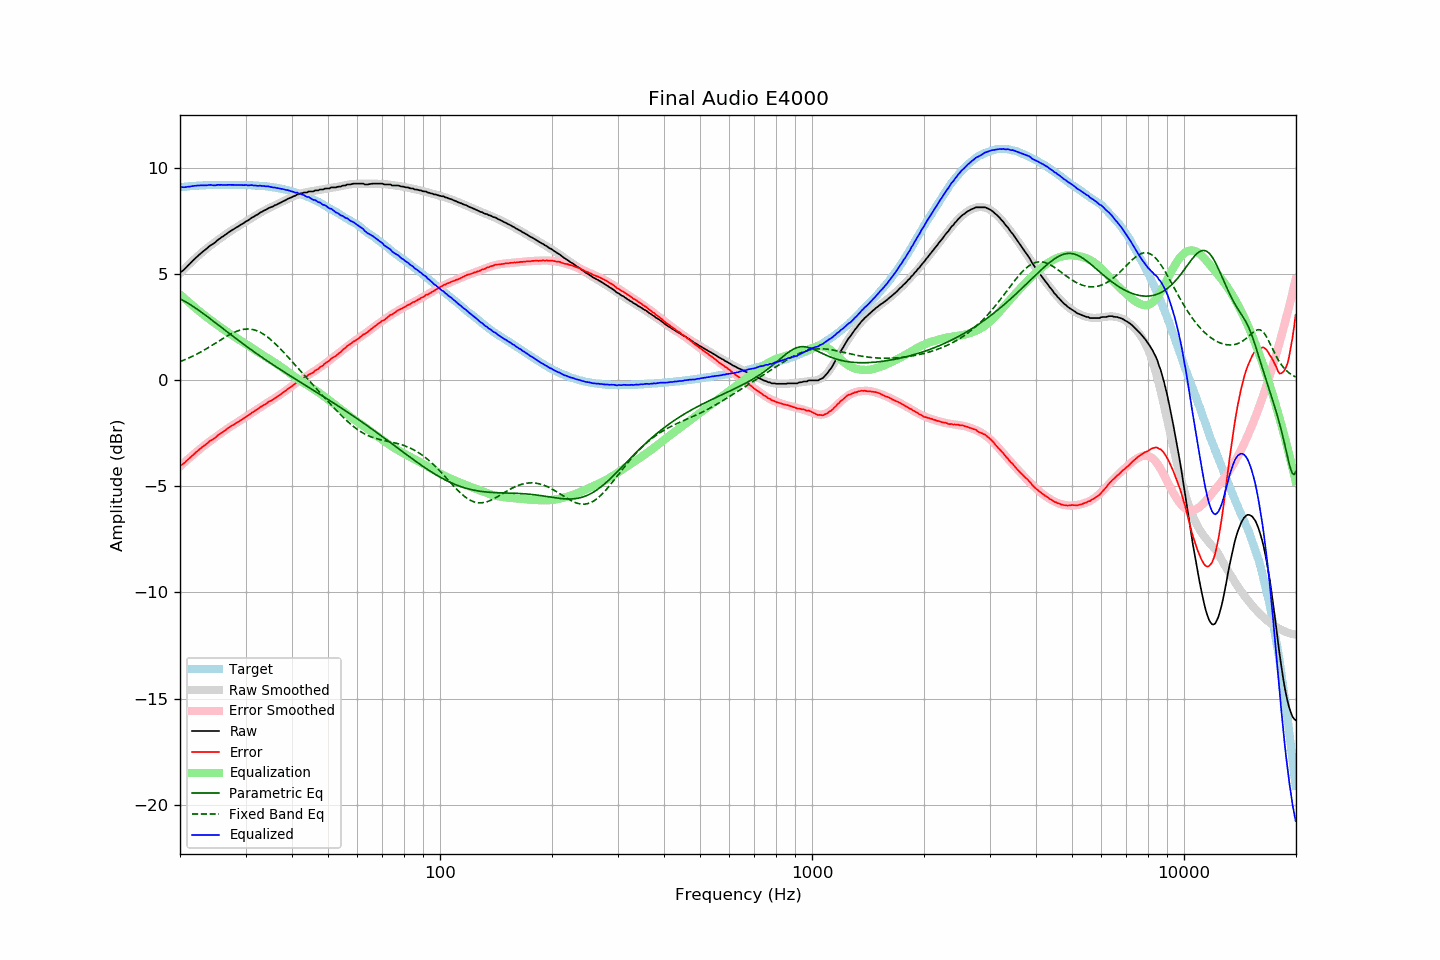 Final Audio E4000
Amplitude (dBr)
10
5
0
−5
−10
−15
−20
Target
Raw Smoothed
Error Smoothed
Raw
Error
Equalization
Parametric Eq
Fixed Band Eq
Equalized
100
1000
10000
Frequency (Hz)